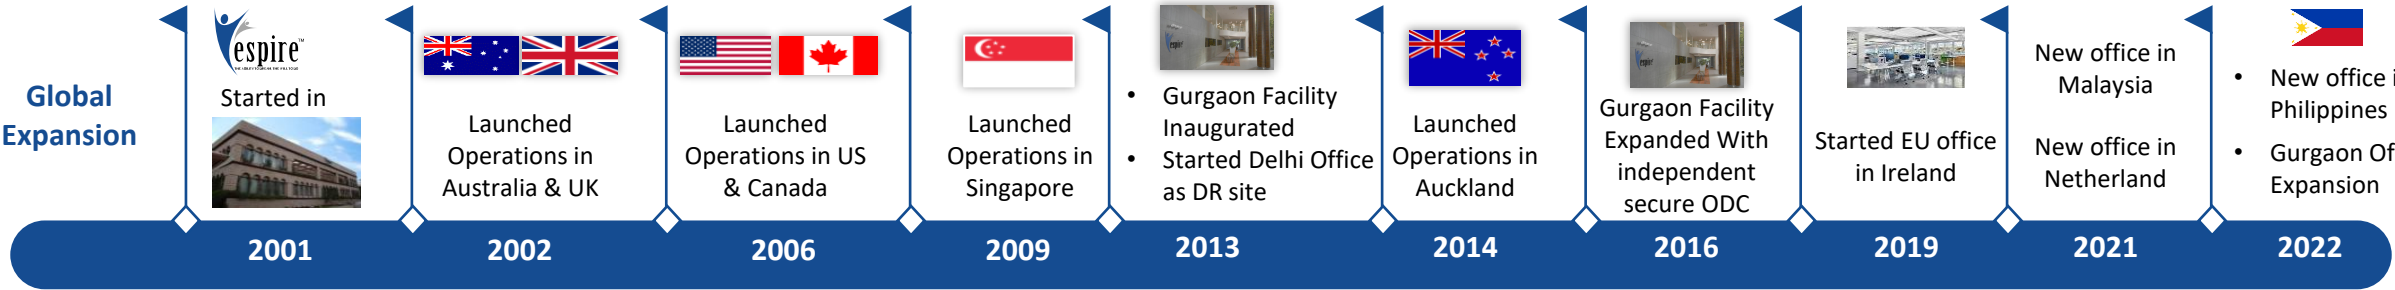 Global
Expansion
espire™
Started in
2001
Launched
Operations in
Australia & UK
2002
Launched
Operations in US
& Canada
2006
Launched
Operations in
Singapore
2009
• Gurgaon Facility
Inaugurated
• Started Delhi Office
as DR site
2013
Launched
Operations in
Auckland
2014
Gurgaon Facility
Expanded With
independent
secure ODC
2016
Started EU office
in Ireland
2019
New office in
Malaysia
New office in
Netherland
2021
• New office
Philippines
• Gurgaon
Expansion
2022